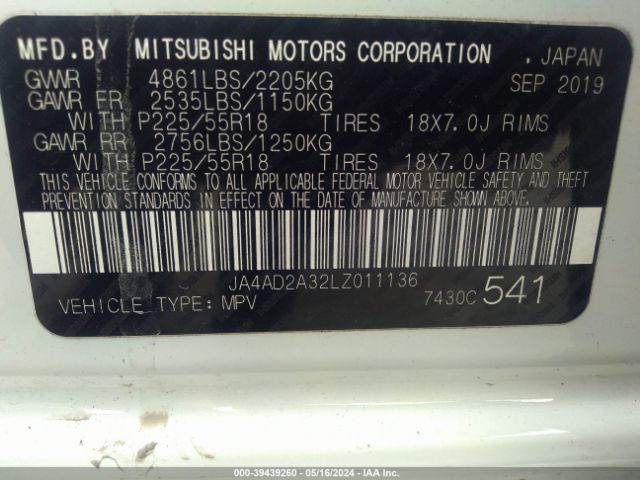 MFD.BY MITSUBISHI MOTORS CORPORATION . JAPAN
GVWR 4861LBS/2205KG SEP 2019
GAWR FR 2535LBS/1150KG
WITH P225/55R18 TIRES 18X7.0J RIMS
GAWR RR 2756LBS/1250KG
WITH P225/55R18 TIRES 18X7.0J RIMS
THIS VEHICLE CONFORMS TO ALL APPLICABLE FEDERAL MOTOR VEHICLE SAFETY AND THEFT
PREVENTION STANDARDS IN EFFECT ON THE DATE OF MANUFACTURE SHOWN ABOVE.
JA4AD2A32LZ011136
VEHICLE TYPE: MPV 7430C 541
000-39439260 - 05/16/2024 - IAA Inc.